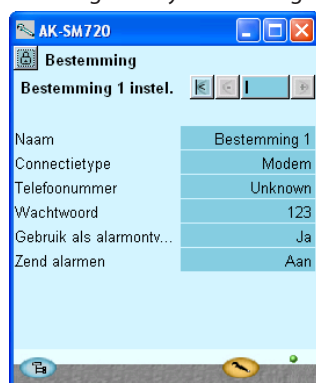 AK-SM720
Bestemming
Bestemming 1 instel.
Naam Bestemming 1
Connectietype Modem
Telefoonummer Unknown
Wachtwoord 123
Gebruik als alarmontv... Ja
Zend alarmen Aan